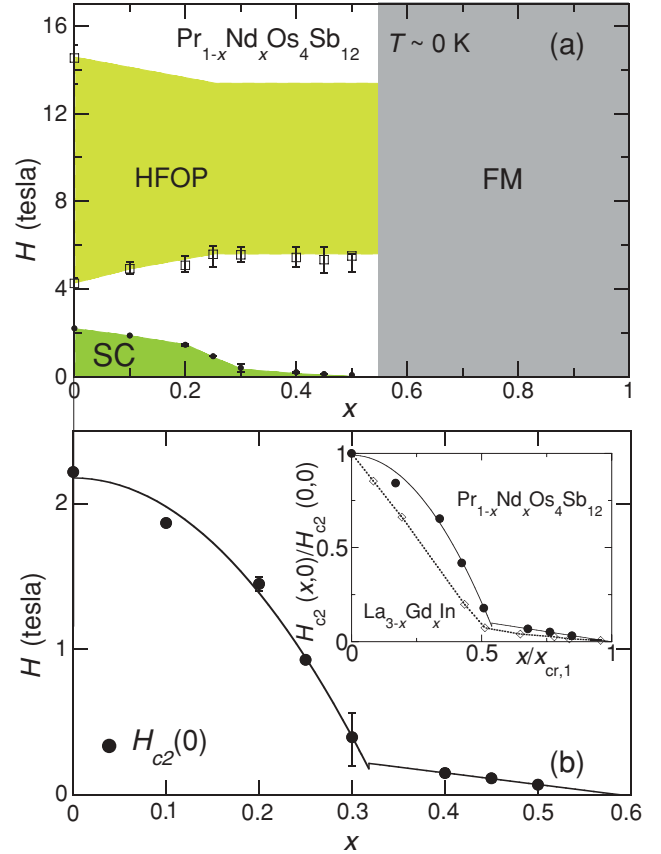 16
12
8
4
0
H (tesla)
Pr1-xNdxOs4Sb12
T ~ 0 K
(a)
HFOP
FM
SC
0 0.2 0.4 0.6 0.8 1
x
2
1
0
H (tesla)
Hc2(0)
(b)
0 0.1 0.2 0.3 0.4 0.5 0.6
x
1
0.5
0
Hc2 (x,0)/Hc2 (0,0)
Pr1-xNdxOs4Sb12
La3-xGdxIn
0 0.5 1
x/xcr,1